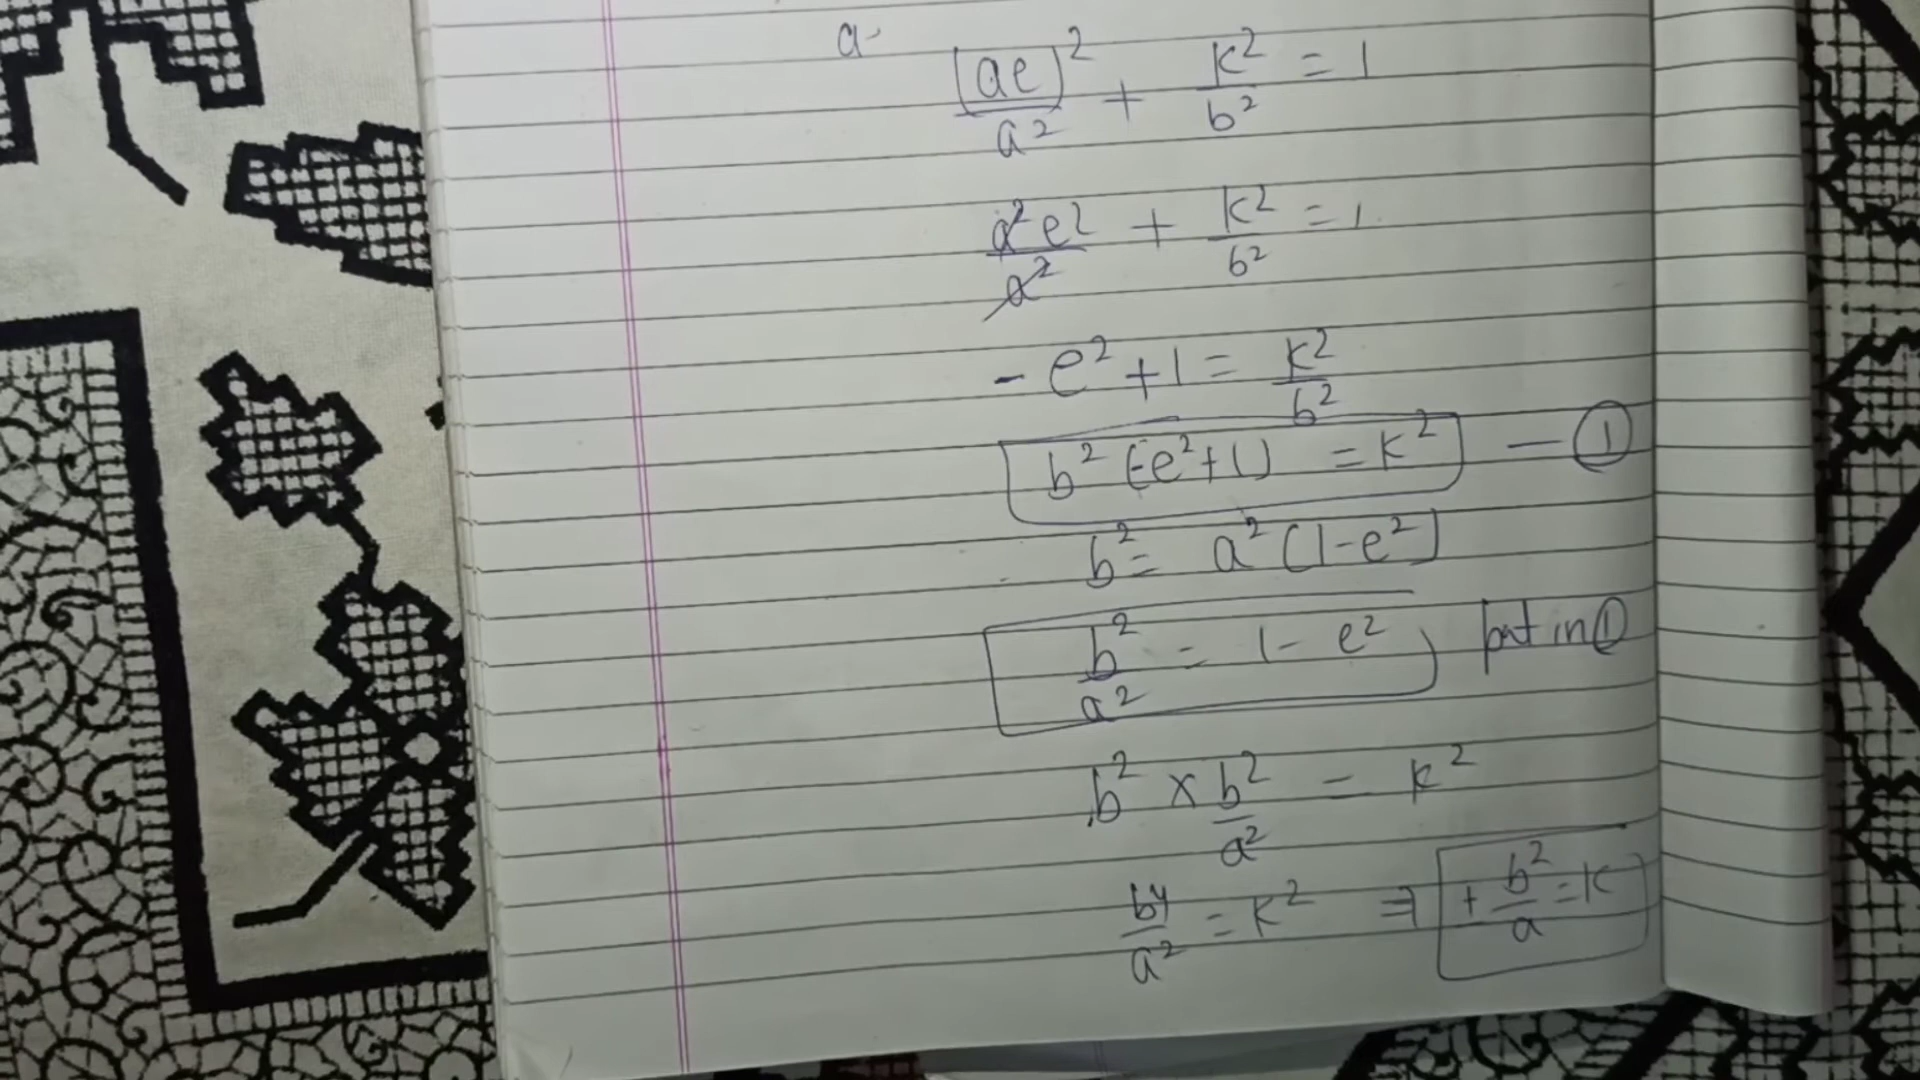 a
(ae)²/a² + k²/b² = 1
a²e²/a² + k²/b² = 1
- e² + 1 = k²/b²
b² (-e²+1) = k² — ①
b² = a² (1-e²)
b²/a² = 1 - e² put in ①
b² × b²/a² = k²
b4/a² = k² ⇒ + b²/a = k